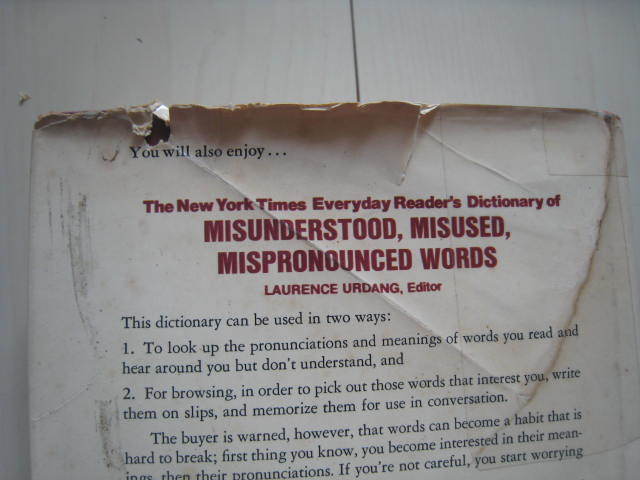 You will also enjoy...
The New York Times Everyday Reader's Dictionary of
MISUNDERSTOOD, MISUSED,
MISPRONOUNCED WORDS
LAURENCE URDANG, Editor
This dictionary can be used in two ways:
1. To look up the pronunciations and meanings of words you read and
hear around you but don't understand, and
2. For browsing, in order to pick out those words that interest you, write
them on slips, and memorize them for use in conversation.
The buyer is warned, however, that words can become a habit that is
hard to break; first thing you know, you become interested in their mean-
ings, then their pronunciations. If you're not careful, you start worrying